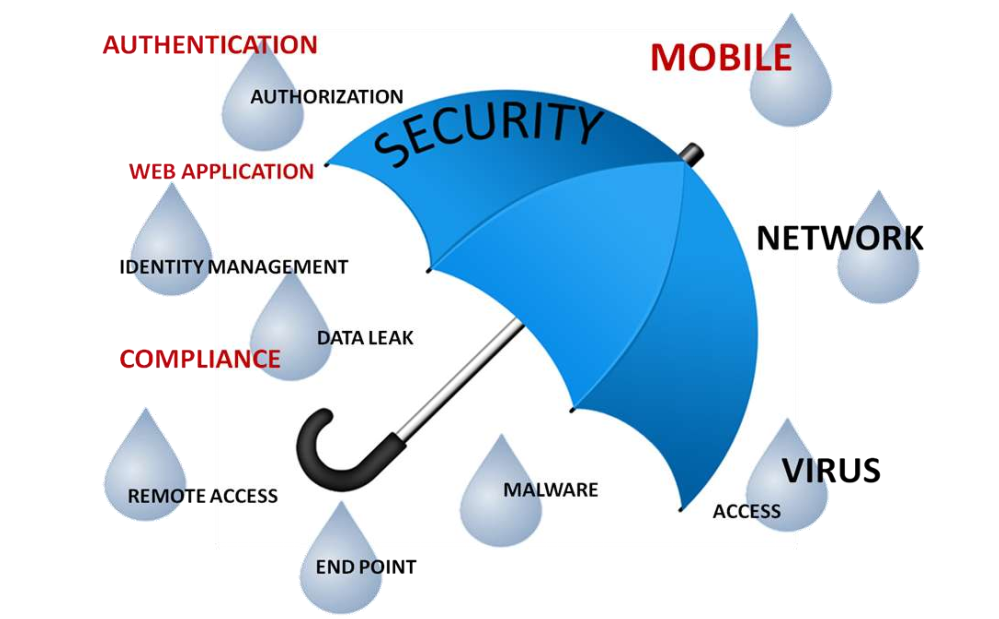 AUTHENTICATION
MOBILE
AUTHORIZATION
SECURITY
WEB APPLICATION
NETWORK
IDENTITY MANAGEMENT
DATA LEAK
COMPLIANCE
VIRUS
REMOTE ACCESS
MALWARE
ACCESS
END POINT